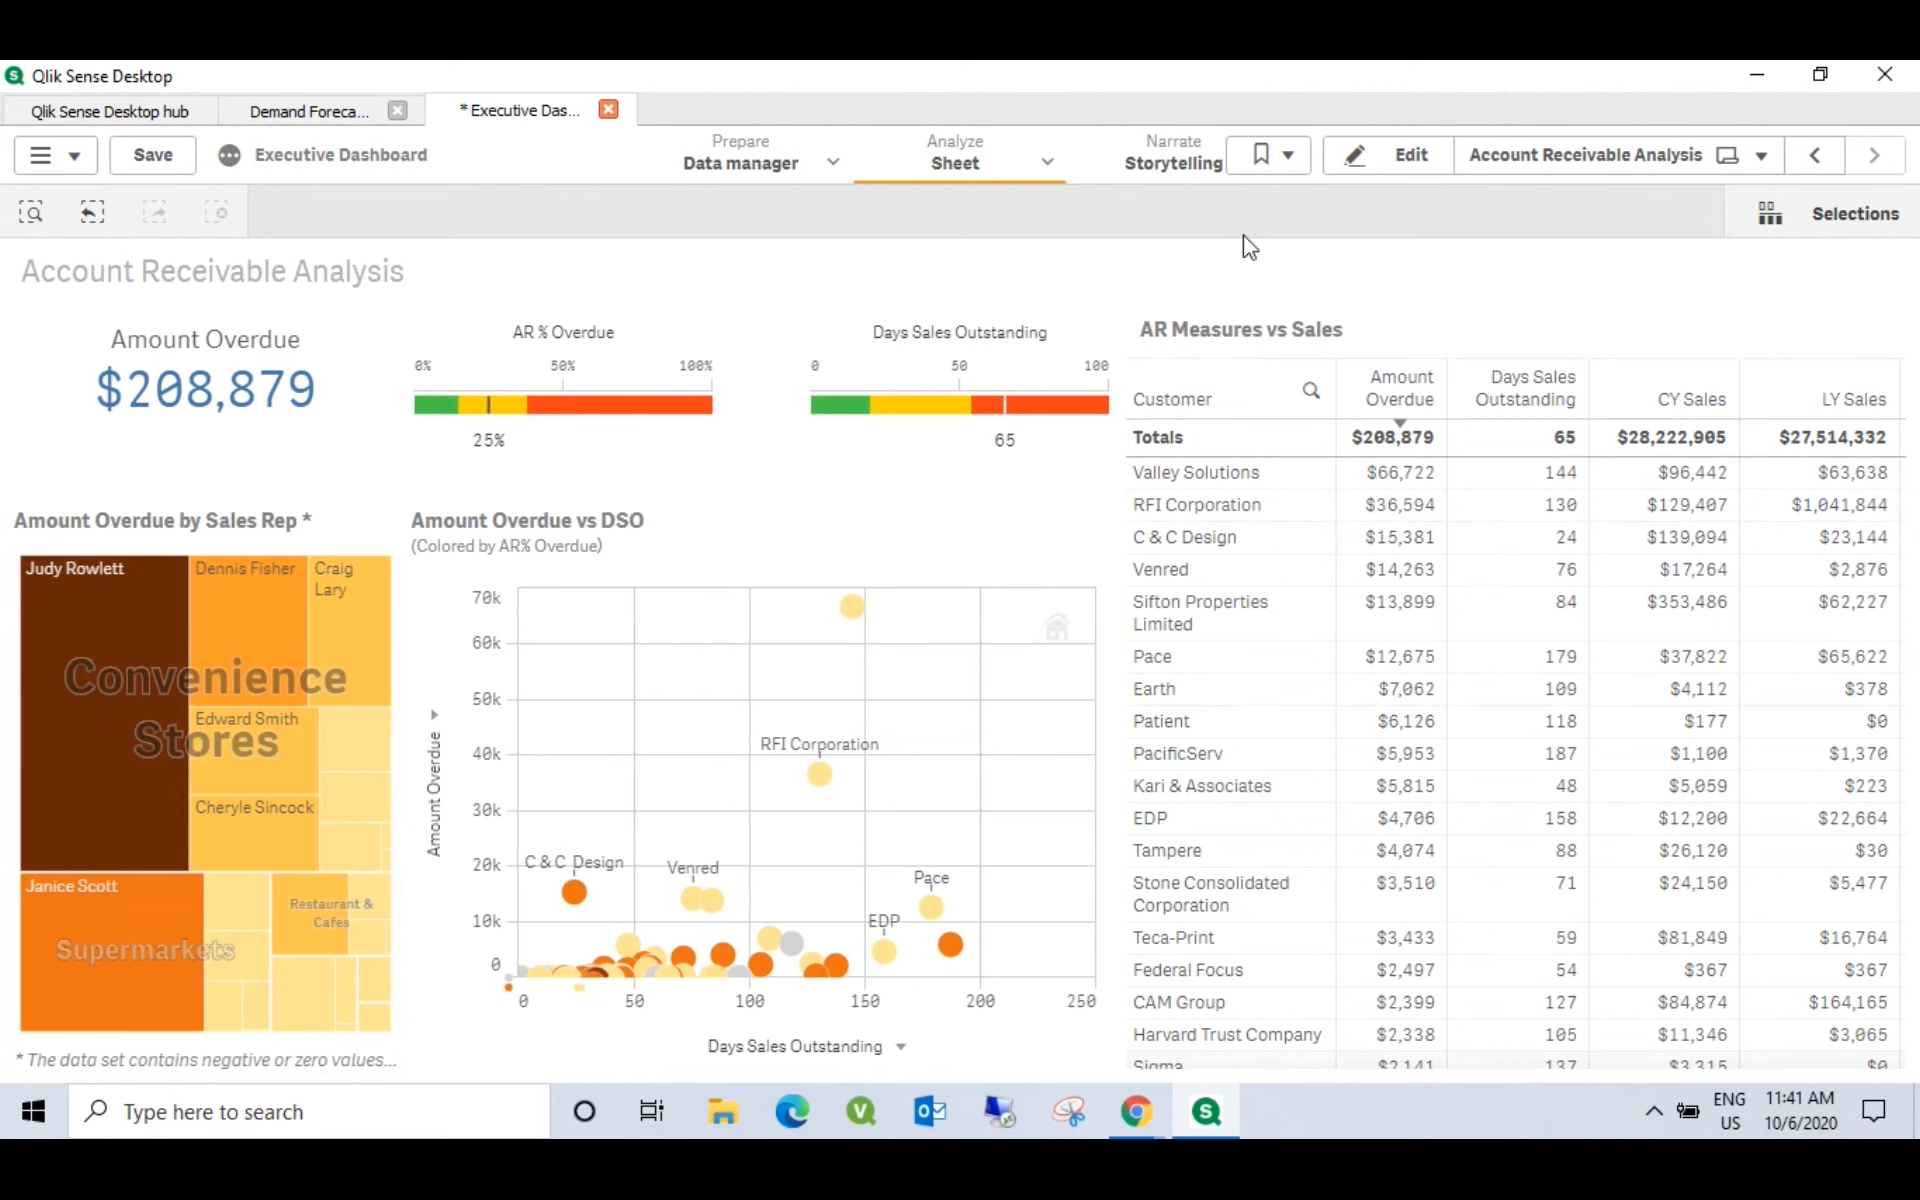 Qlik Sense Desktop
Qlik Sense Desktop hub
Demand Foreca...
* Executive Das...
Save
Executive Dashboard
Prepare
Data manager
Analyze
Sheet
Narrate
Storytelling
Edit
Account Receivable Analysis
Selections
Account Receivable Analysis
Amount Overdue
$208,879
AR % Overdue
0% 50% 100%
25%
Days Sales Outstanding
0 50 100
65
Amount Overdue by Sales Rep *
Judy Rowlett
Dennis Fisher
Craig
Lary
Convenience
Stores
Edward Smith
Cheryle Sincock
Janice Scott
Supermarkets
Restaurant &
Cafes
* The data set contains negative or zero values...
Amount Overdue vs DSO
(Colored by AR% Overdue)
Amount Overdue
70k
60k
50k
40k
30k
20k
10k
0
RFI Corporation
C & C Design
Venred
Pace
EDP
0 50 100 150 200 250
Days Sales Outstanding
AR Measures vs Sales
Customer Amount Overdue Days Sales Outstanding CY Sales LY Sales
Totals $208,879 65 $28,222,905 $27,514,332
Valley Solutions $66,722 144 $96,442 $63,638
RFI Corporation $36,594 130 $129,407 $1,041,844
C & C Design $15,381 24 $139,094 $23,144
Venred $14,263 76 $17,264 $2,876
Sifton Properties Limited $13,899 84 $353,486 $62,227
Pace $12,675 179 $37,822 $65,622
Earth $7,062 109 $4,112 $378
Patient $6,126 118 $177 $0
PacificServ $5,953 187 $1,100 $1,370
Kari & Associates $5,815 48 $5,059 $223
EDP $4,706 158 $12,200 $22,664
Tampere $4,074 88 $26,120 $30
Stone Consolidated Corporation $3,510 71 $24,150 $5,477
Teca-Print $3,433 59 $81,849 $16,764
Federal Focus $2,497 54 $367 $367
CAM Group $2,399 127 $84,874 $164,165
Harvard Trust Company $2,338 105 $11,346 $3,065
Sigma $2,141 137 $3,315 $0
Type here to search
ENG
US
11:41 AM
10/6/2020